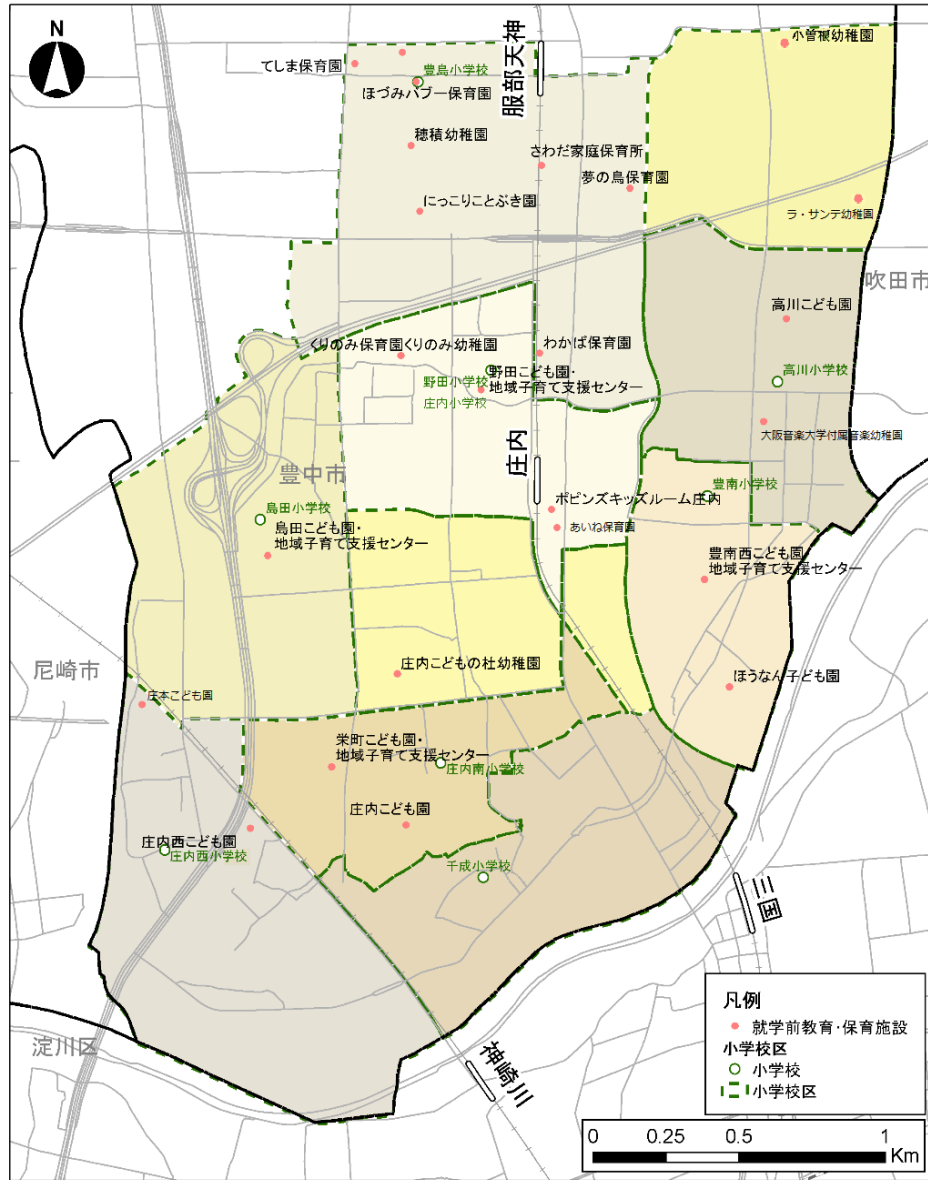 N
小曽根幼稚園
てしま保育園
豊島小学校
ほづみバブー保育園
服部天神
穂積幼稚園
さわだ家庭保育所
夢の鳥保育園
にっこりことぶき園
ラ・サンテ幼稚園
吹田市
高川こども園
くりのみ保育園くりのみ幼稚園
わかば保育園
野田こども園・
地域子育て支援センター
野田小学校
庄内小学校
高川小学校
大阪音楽大学付属音楽幼稚園
庄内
豊中市
豊南小学校
島田小学校
島田こども園・
地域子育て支援センター
ポピンズキッズルーム庄内
あいね保育園
豊南西こども園
地域子育て支援センター
尼崎市
庄内こどもの杜幼稚園
ほうなん子ども園
庄本こども園
栄町こども園・
地域子育て支援センター
庄内南小学校
庄内こども園
庄内西こども園
庄内西小学校
千成小学校
三国
淀川区
神崎川
凡例
就学前教育・保育施設
小学校区
小学校
小学校区
0 0.25 0.5 1
Km